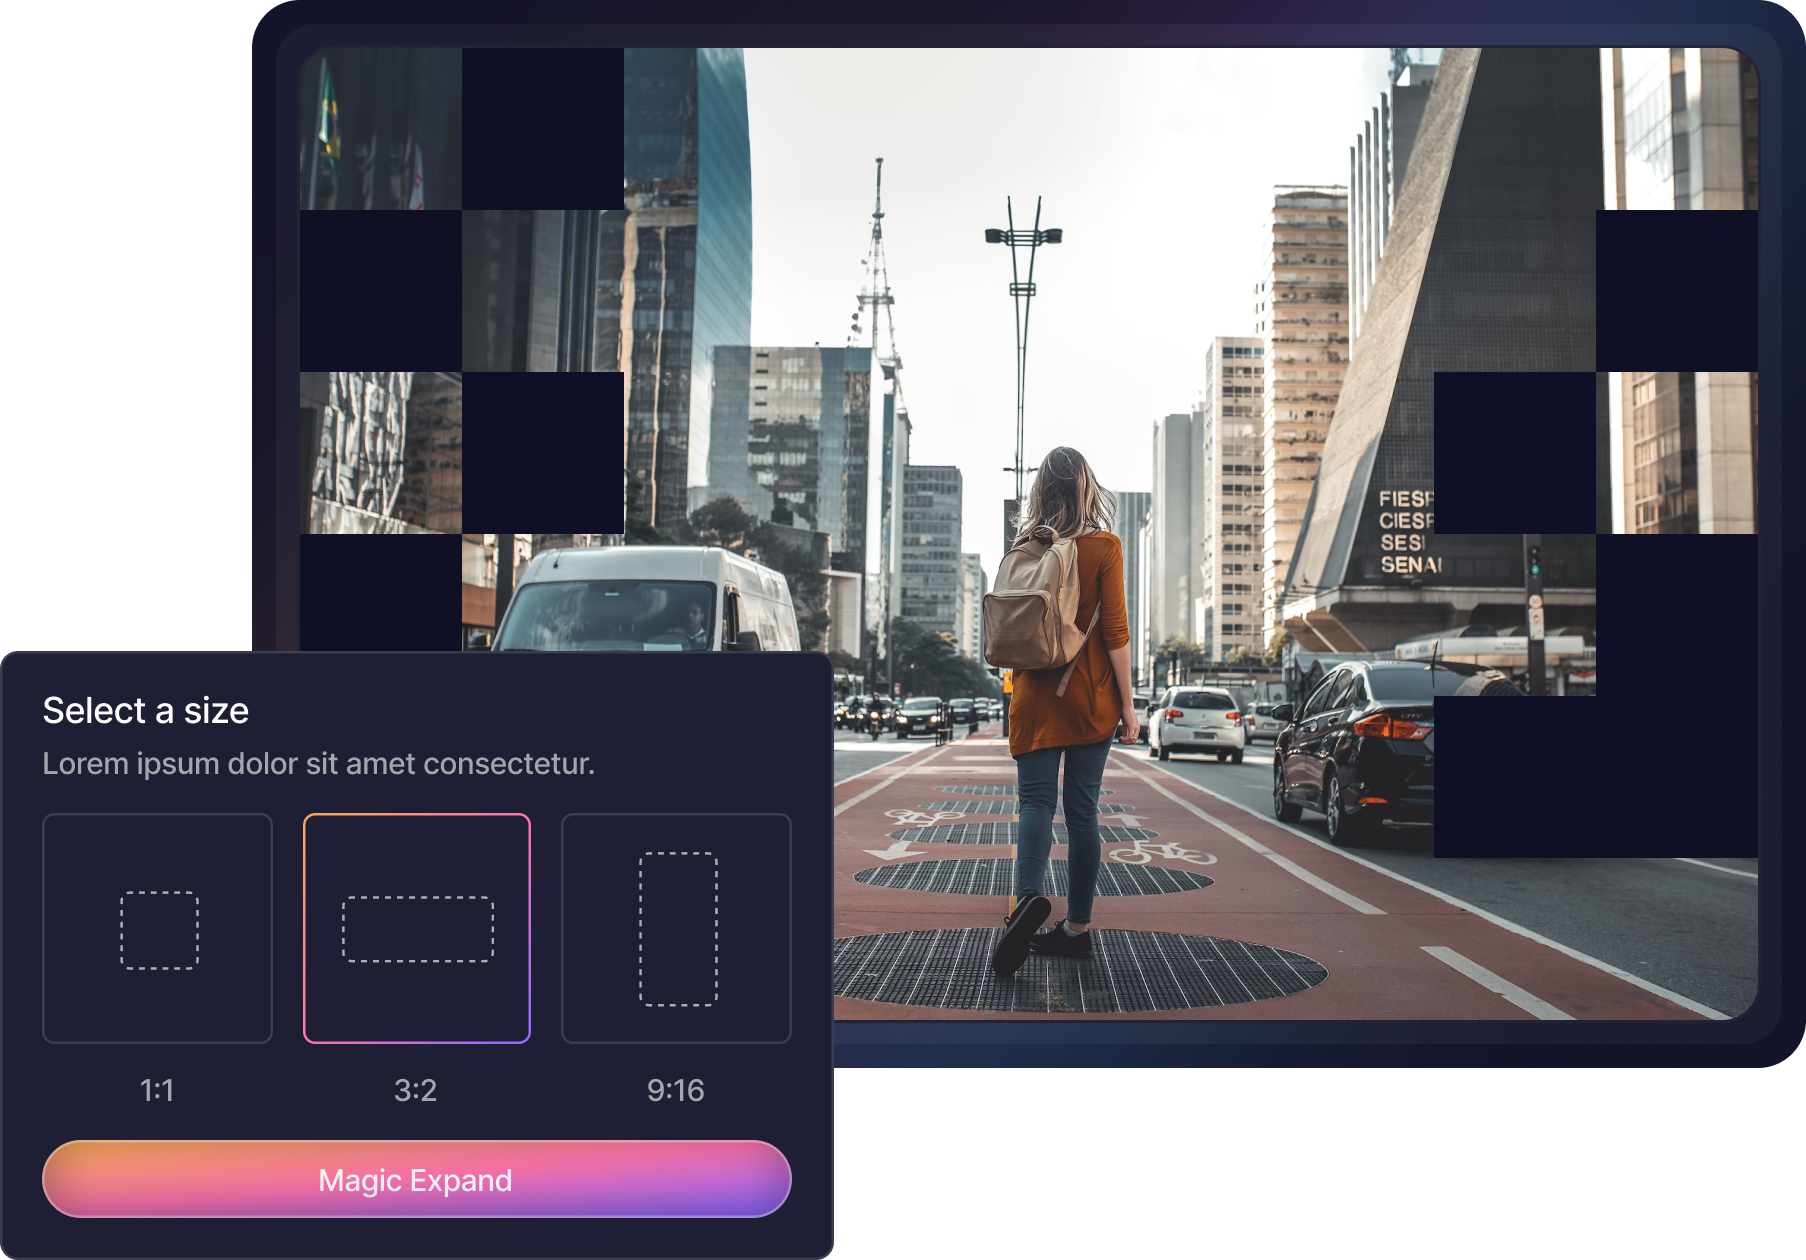 FIESP
CIESP
SESI
SENAI
Select a size
Lorem ipsum dolor sit amet consectetur.
1:1
3:2
9:16
Magic Expand